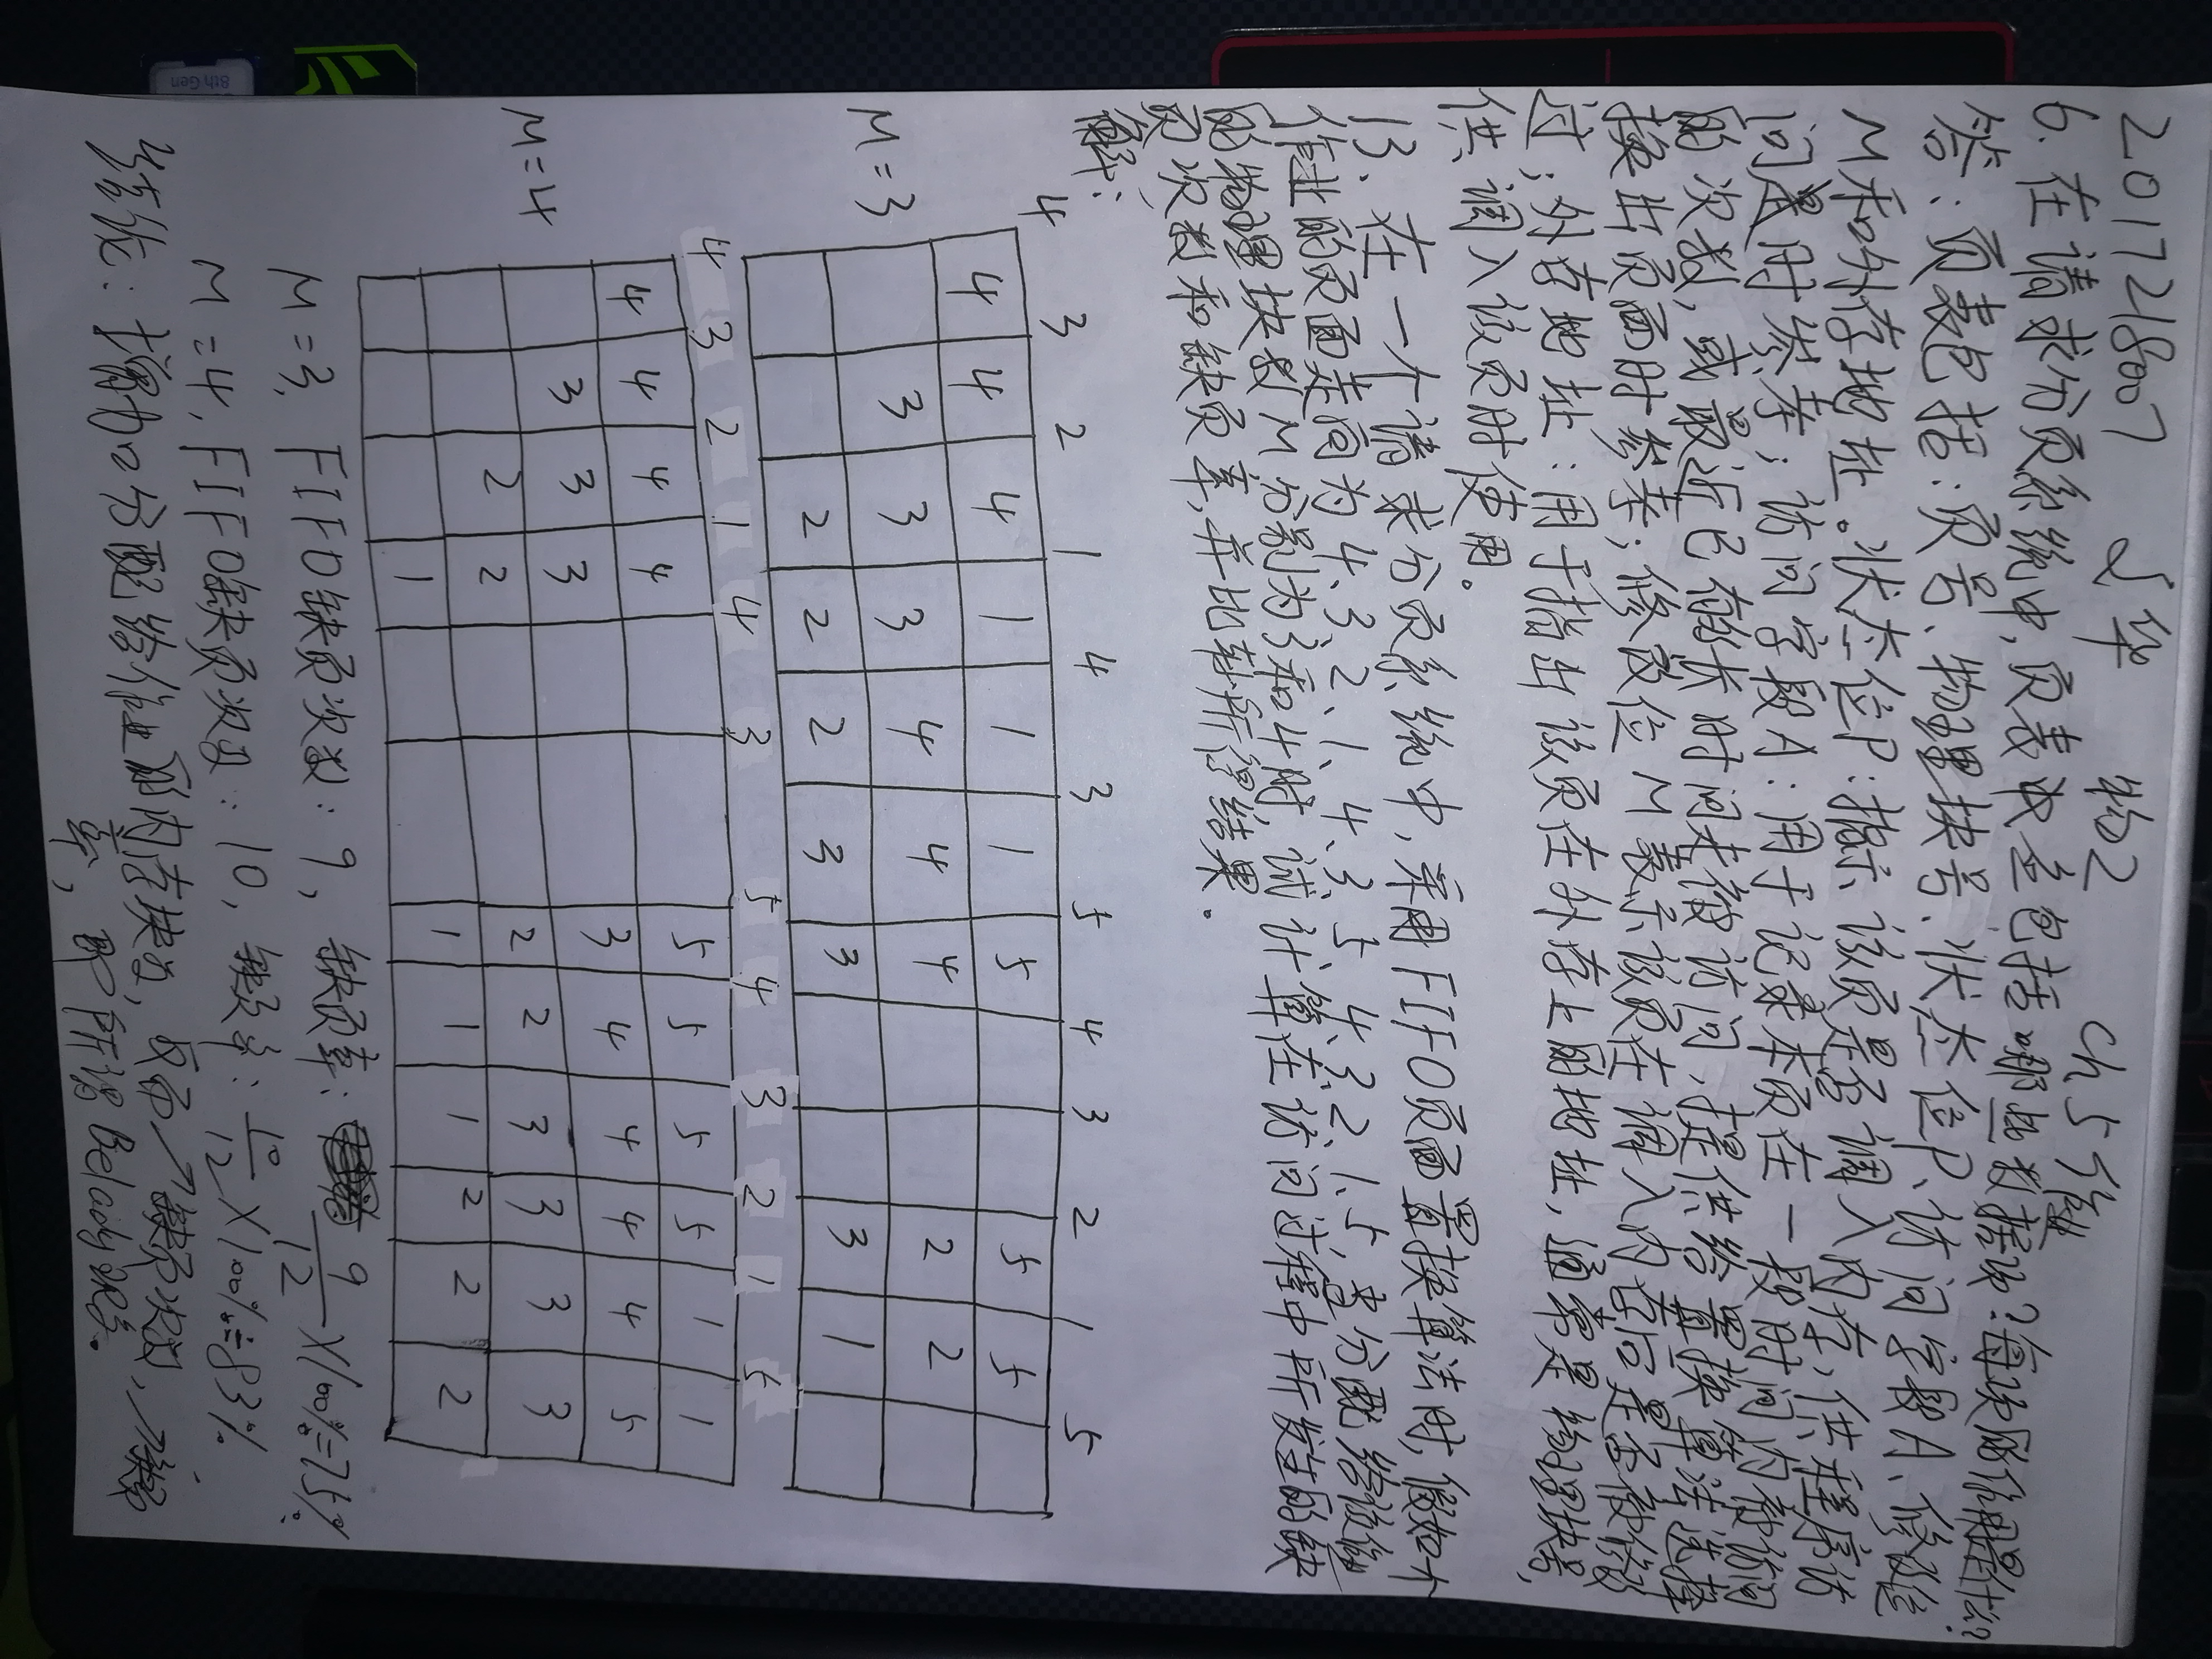 2017218007 华 物2 Ch5作业
6. 在请求分页系统中,页表应包括哪些数据项?每项的作用是什么?
答:页表包括:页号、物理块号、状态位P、访问字段A、修改位
M和外存地址。状态位P:指示该页是否调入内存,供程序访
问是时参考;访问字段A:用于记录本页在一段时间内被访问
的次数,或最近已有多长时间未被访问,提供给置换算法选择
换出页面时参考;修改位M表示该页在调入内存后是否被修改
过;外存地址:用于指出该页在外存上的地址,通常是物理块号,
供调入该页时使用。
13、在一个请求分页系统中,采用FIFO页面置换算法时,假如一个
作业的页面走向为4、3、2、1、4、3、5、4、3、2、1、5,当分配给该作业
的物理块数M分别为3和4时,试计算在访问过程中所发生的缺
页次数和缺页率,并比较所得结果。
解:
4 3 2 1 4 3 5 4 3 2 1 5
4 4 4 1 1 1 5 5 5
M=3 3 3 3 4 4 4 2 2
2 2 2 3 3 3 1
4 3 2 1 4 3 5 4 3 2 1 5
4 4 4 4 5 5 5 5 1 1
3 3 3 3 4 4 4 4 5
M=4 2 2 2 2 3 3 3 3
1 1 1 1 2 2 2
M=3, FIFO缺页次数:9, 缺页率:9/12×100%=75%
M=4, FIFO缺页次数:10, 缺页率:10/12×100%≐83%
结论:增加分配给作业的内存块数,反而↗缺页次数,↗缺页
率,即所谓Belady现象。
8th Gen